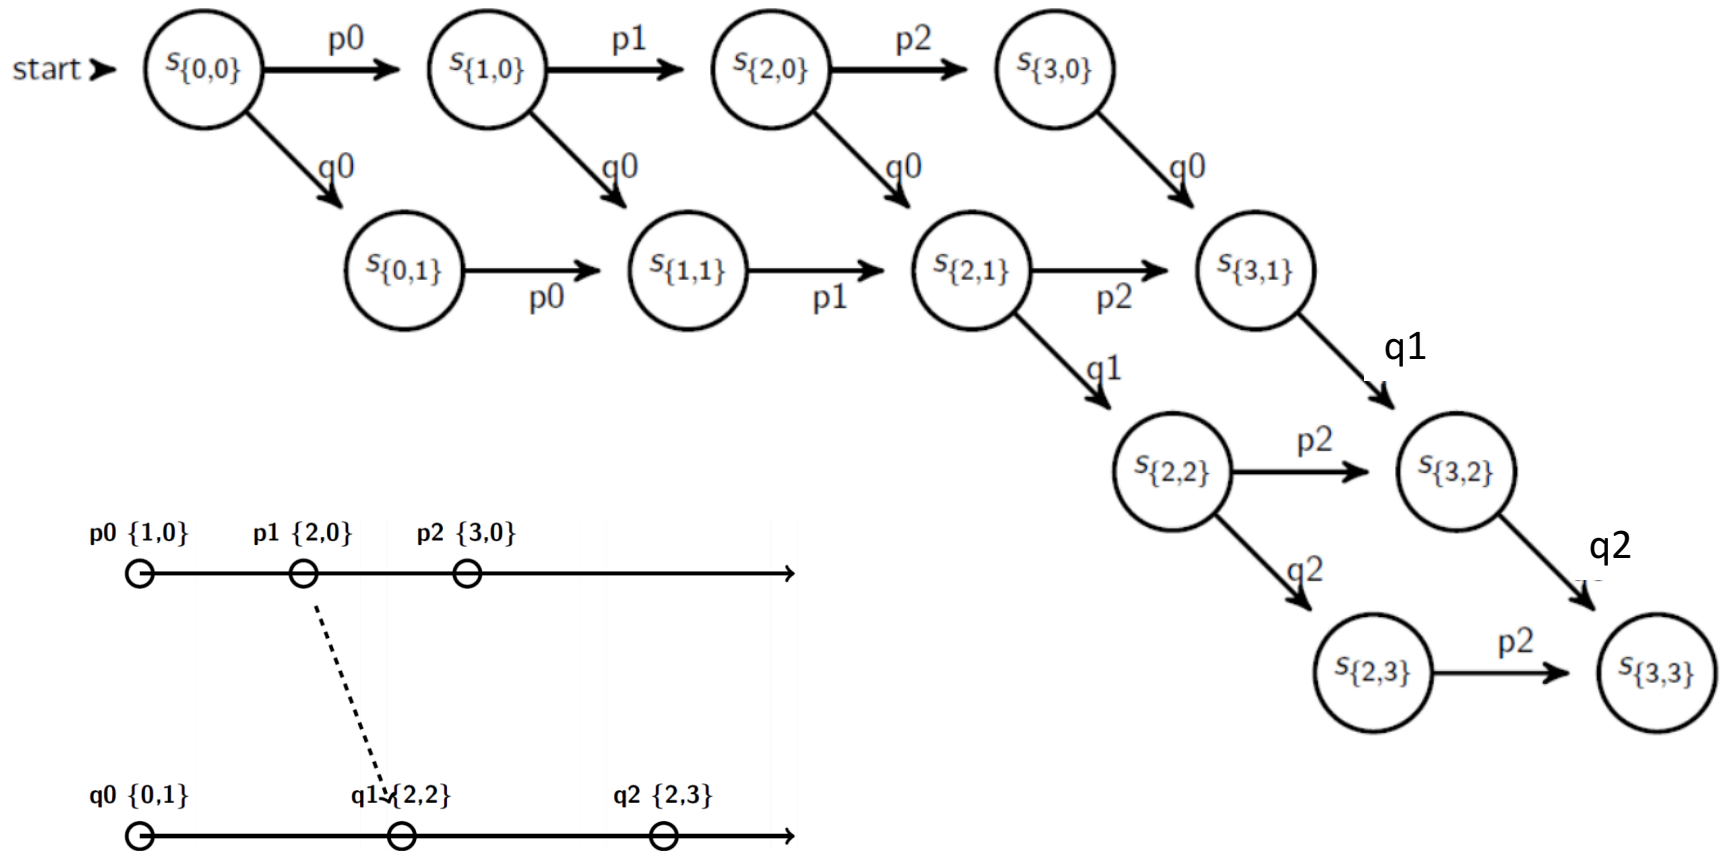 p0 p1 p2
start S{0,0} S{1,0} S{2,0} S{3,0}
q0 q0 q0 q0
S{0,1} S{1,1} S{2,1} S{3,1}
p0 p1 p2
q1 q1
p2
S{2,2} S{3,2}
p0 {1,0} p1 {2,0} p2 {3,0}
q2 q2
p2
S{2,3} S{3,3}
q0 {0,1} q1 {2,2} q2 {2,3}